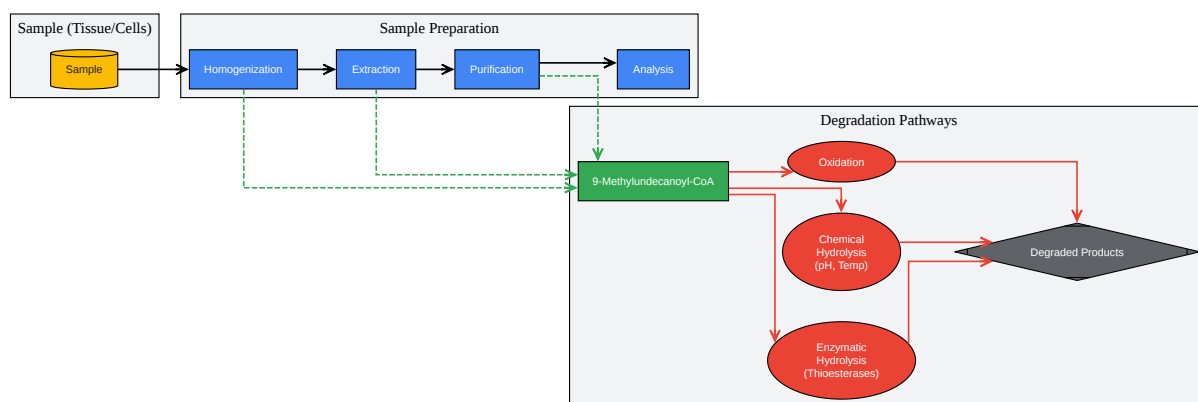 Sample (Tissue/Cells)
Sample Preparation
Sample
Homogenization
Extraction
Purification
Analysis
Degradation Pathways
Oxidation
9-Methylundecanoyl-CoA
Chemical
Hydrolysis
(pH, Temp)
Degraded Products
Enzymatic
Hydrolysis
(Thioesterases)